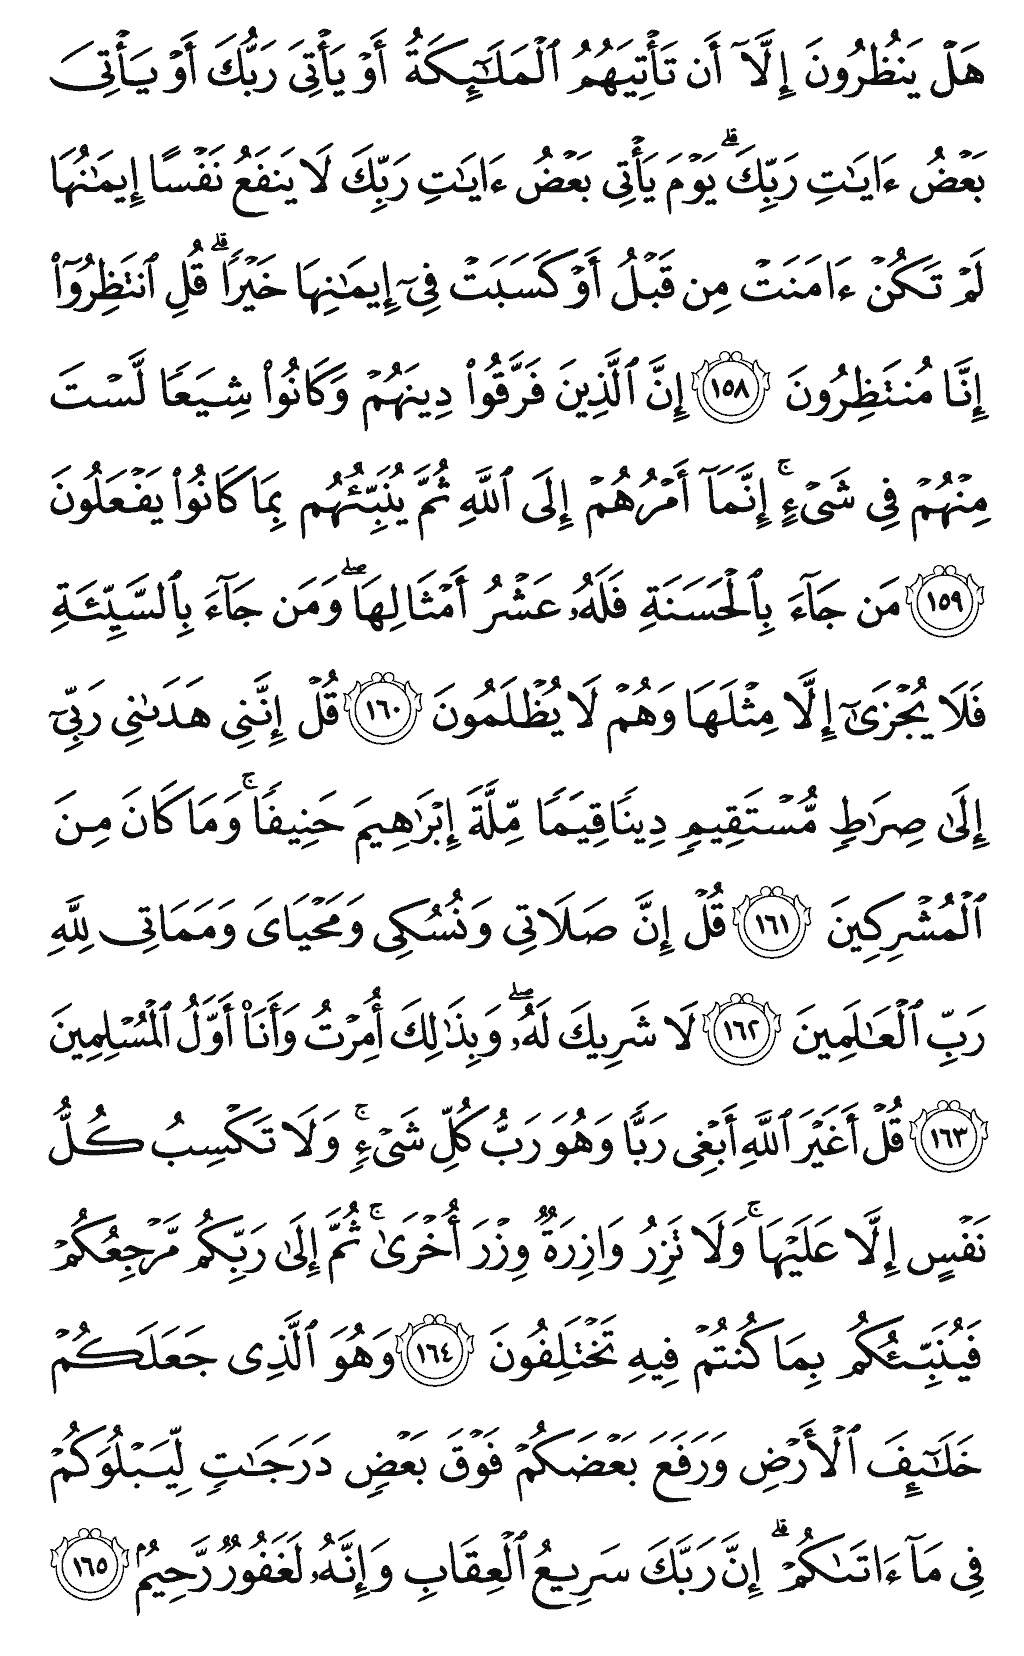 هَلۡ يَنظُرُونَ إِلَّآ أَن تَأۡتِيَهُمُ ٱلۡمَلَٰٓئِكَةُ أَوۡ يَأۡتِيَ رَبُّكَ أَوۡ يَأۡتِيَ
بَعۡضُ ءَايَٰتِ رَبِّكَۗ يَوۡمَ يَأۡتِي بَعۡضُ ءَايَٰتِ رَبِّكَ لَا يَنفَعُ نَفۡسًا إِيمَٰنُهَا
لَمۡ تَكُنۡ ءَامَنَتۡ مِن قَبۡلُ أَوۡ كَسَبَتۡ فِيٓ إِيمَٰنِهَا خَيۡرٗاۗ قُلِ ٱنتَظِرُوٓاْ
إِنَّا مُنتَظِرُونَ ١٥٨ إِنَّ ٱلَّذِينَ فَرَّقُواْ دِينَهُمۡ وَكَانُواْ شِيَعٗا لَّسۡتَ
مِنۡهُمۡ فِي شَيۡءٍۚ إِنَّمَآ أَمۡرُهُمۡ إِلَى ٱللَّهِ ثُمَّ يُنَبِّئُهُم بِمَا كَانُواْ يَفۡعَلُونَ
١٥٩ مَن جَآءَ بِٱلۡحَسَنَةِ فَلَهُۥ عَشۡرُ أَمۡثَالِهَاۖ وَمَن جَآءَ بِٱلسَّيِّئَةِ
فَلَا يُجۡزَىٰٓ إِلَّا مِثۡلَهَا وَهُمۡ لَا يُظۡلَمُونَ ١٦٠ قُلۡ إِنَّنِي هَدَىٰنِي رَبِّيٓ
إِلَىٰ صِرَٰطٖ مُّسۡتَقِيمٖ دِينٗا قِيَمٗا مِّلَّةَ إِبۡرَٰهِيمَ حَنِيفٗاۚ وَمَا كَانَ مِنَ
ٱلۡمُشۡرِكِينَ ١٦١ قُلۡ إِنَّ صَلَاتِي وَنُسُكِي وَمَحۡيَايَ وَمَمَاتِي لِلَّهِ
رَبِّ ٱلۡعَٰلَمِينَ ١٦٢ لَا شَرِيكَ لَهُۥۖ وَبِذَٰلِكَ أُمِرۡتُ وَأَنَا۠ أَوَّلُ ٱلۡمُسۡلِمِينَ
١٦٣ قُلۡ أَغَيۡرَ ٱللَّهِ أَبۡغِي رَبّٗا وَهُوَ رَبُّ كُلِّ شَيۡءٖۚ وَلَا تَكۡسِبُ كُلُّ
نَفۡسٍ إِلَّا عَلَيۡهَاۚ وَلَا تَزِرُ وَازِرَةٞ وِزۡرَ أُخۡرَىٰۚ ثُمَّ إِلَىٰ رَبِّكُم مَّرۡجِعُكُمۡ
فَيُنَبِّئُكُم بِمَا كُنتُمۡ فِيهِ تَخۡتَلِفُونَ ١٦٤ وَهُوَ ٱلَّذِي جَعَلَكُمۡ
خَلَٰٓئِفَ ٱلۡأَرۡضِ وَرَفَعَ بَعۡضَكُمۡ فَوۡقَ بَعۡضٖ دَرَجَٰتٖ لِّيَبۡلُوَكُمۡ
فِي مَآ ءَاتَىٰكُمۡۗ إِنَّ رَبَّكَ سَرِيعُ ٱلۡعِقَابِ وَإِنَّهُۥ لَغَفُورٞ رَّحِيمُۢ ١٦٥